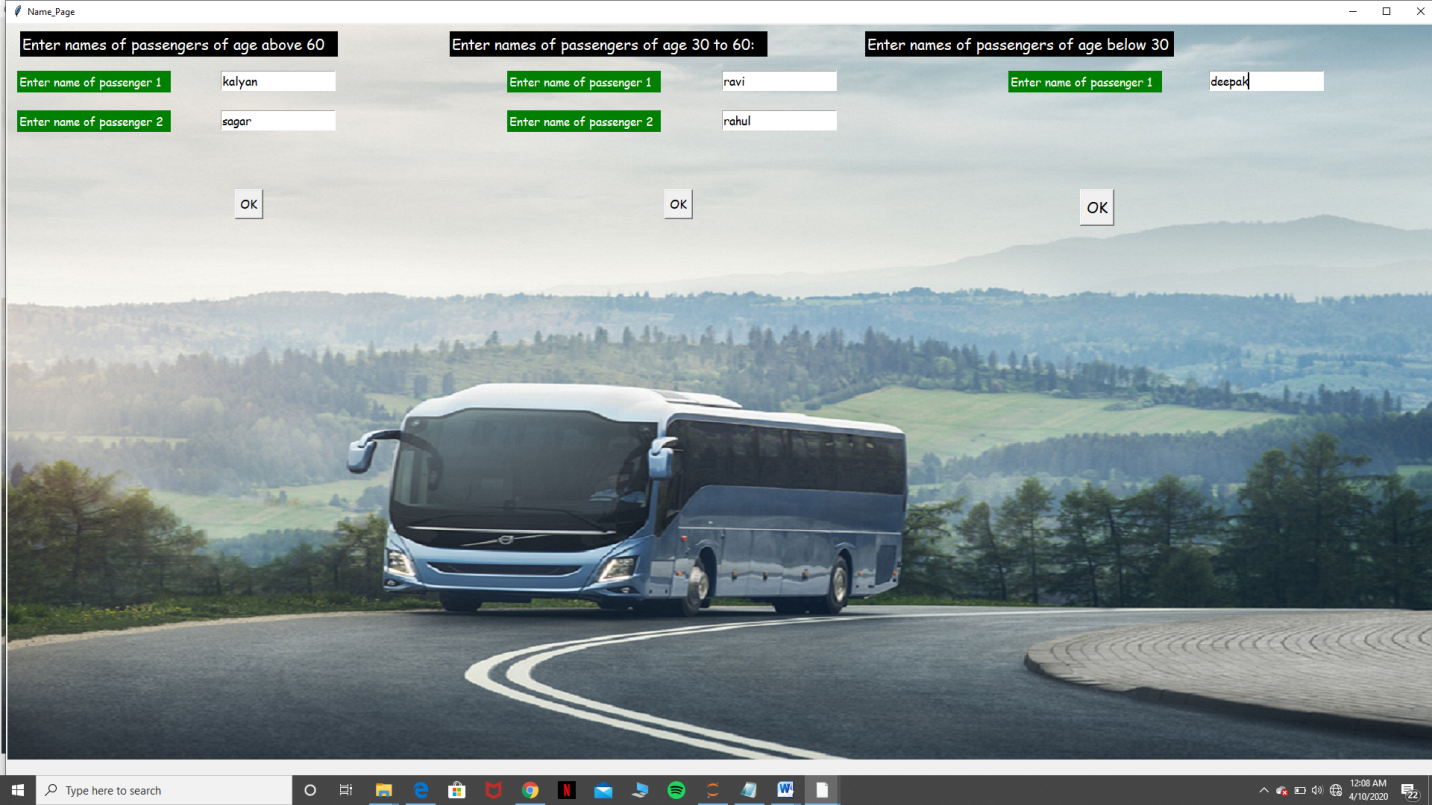 Name_Page
Enter names of passengers of age above 60 Enter names of passengers of age 30 to 60: Enter names of passengers of age below 30
Enter name of passenger 1 kalyan Enter name of passenger 1 ravi Enter name of passenger 1 deepak
Enter name of passenger 2 sagar Enter name of passenger 2 rahul
OK OK OK
Type here to search
12:08 AM
4/10/2020
22